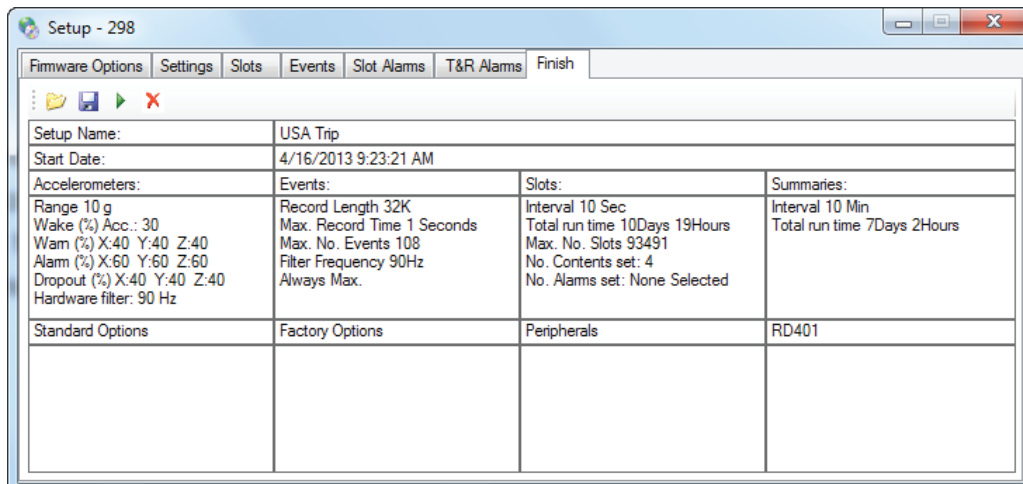 Setup - 298
Firmware Options Settings Slots Events Slot Alarms T&R Alarms Finish
Setup Name: USA Trip
Start Date: 4/16/2013 9:23:21 AM
Accelerometers: Events: Slots: Summaries:
Range 10 g Record Length 32K Interval 10 Sec Interval 10 Min
Wake (%) Acc.: 30 Max. Record Time 1 Seconds Total run time 10Days 19Hours Total run time 7Days 2Hours
Warn (%) X:40 Y:40 Z:40 Max. No. Events 108 Max. No. Slots 93491
Alarm (%) X:60 Y:60 Z:60 Filter Frequency 90Hz No. Contents set: 4
Dropout (%) X:40 Y:40 Z:40 Always Max. No. Alarms set: None Selected
Hardware filter: 90 Hz
Standard Options Factory Options Peripherals RD401